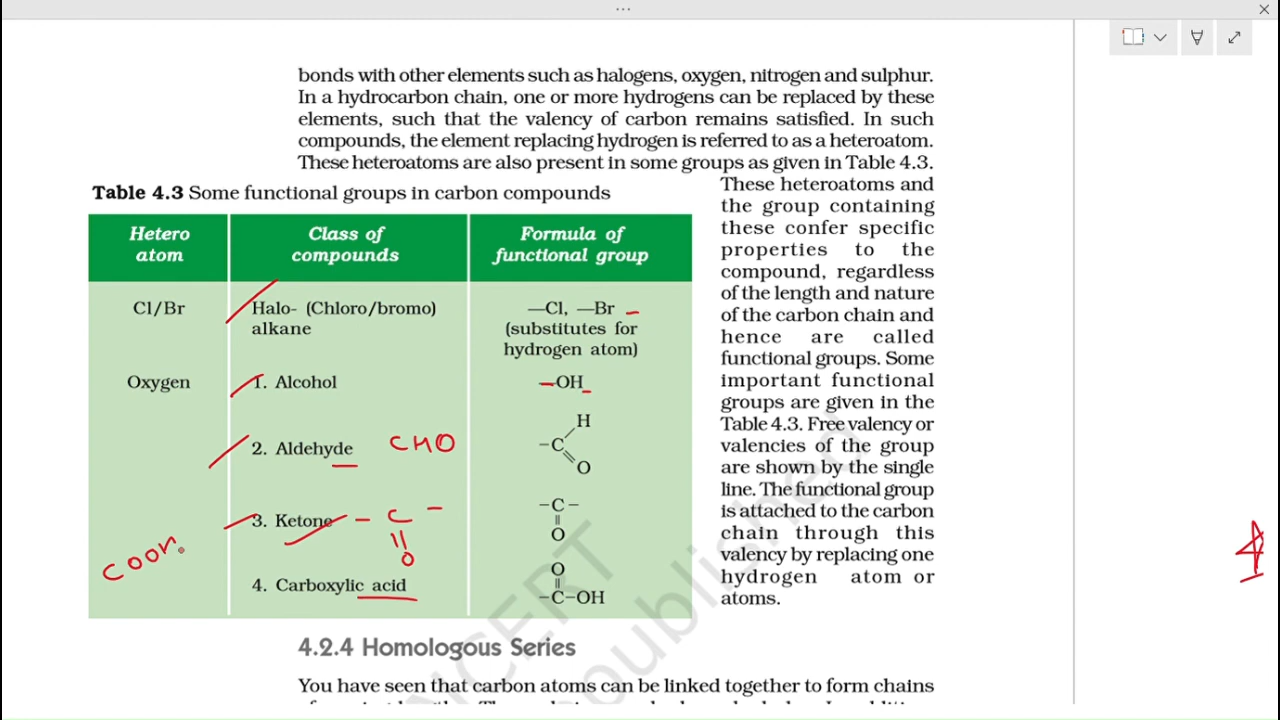 bonds with other elements such as halogens, oxygen, nitrogen and sulphur.
In a hydrocarbon chain, one or more hydrogens can be replaced by these
elements, such that the valency of carbon remains satisfied. In such
compounds, the element replacing hydrogen is referred to as a heteroatom.
These heteroatoms are also present in some groups as given in Table 4.3.
Table 4.3 Some functional groups in carbon compounds
Hetero atom
Class of compounds
Formula of functional group
Cl/Br
Halo- (Chloro/bromo)
alkane
—Cl, —Br
(substitutes for
hydrogen atom)
Oxygen
1. Alcohol
—OH
2. Aldehyde
CHO
H
-C
O
3. Ketone
- C -
O
-C-
O
COOH
4. Carboxylic acid
O
-C-OH
These heteroatoms and
the group containing
these confer specific
properties to the
compound, regardless
of the length and nature
of the carbon chain and
hence are called
functional groups. Some
important functional
groups are given in the
Table 4.3. Free valency or
valencies of the group
are shown by the single
line. The functional group
is attached to the carbon
chain through this
valency by replacing one
hydrogen atom or
atoms.
4.2.4 Homologous Series
You have seen that carbon atoms can be linked together to form chains
NCERT
republished